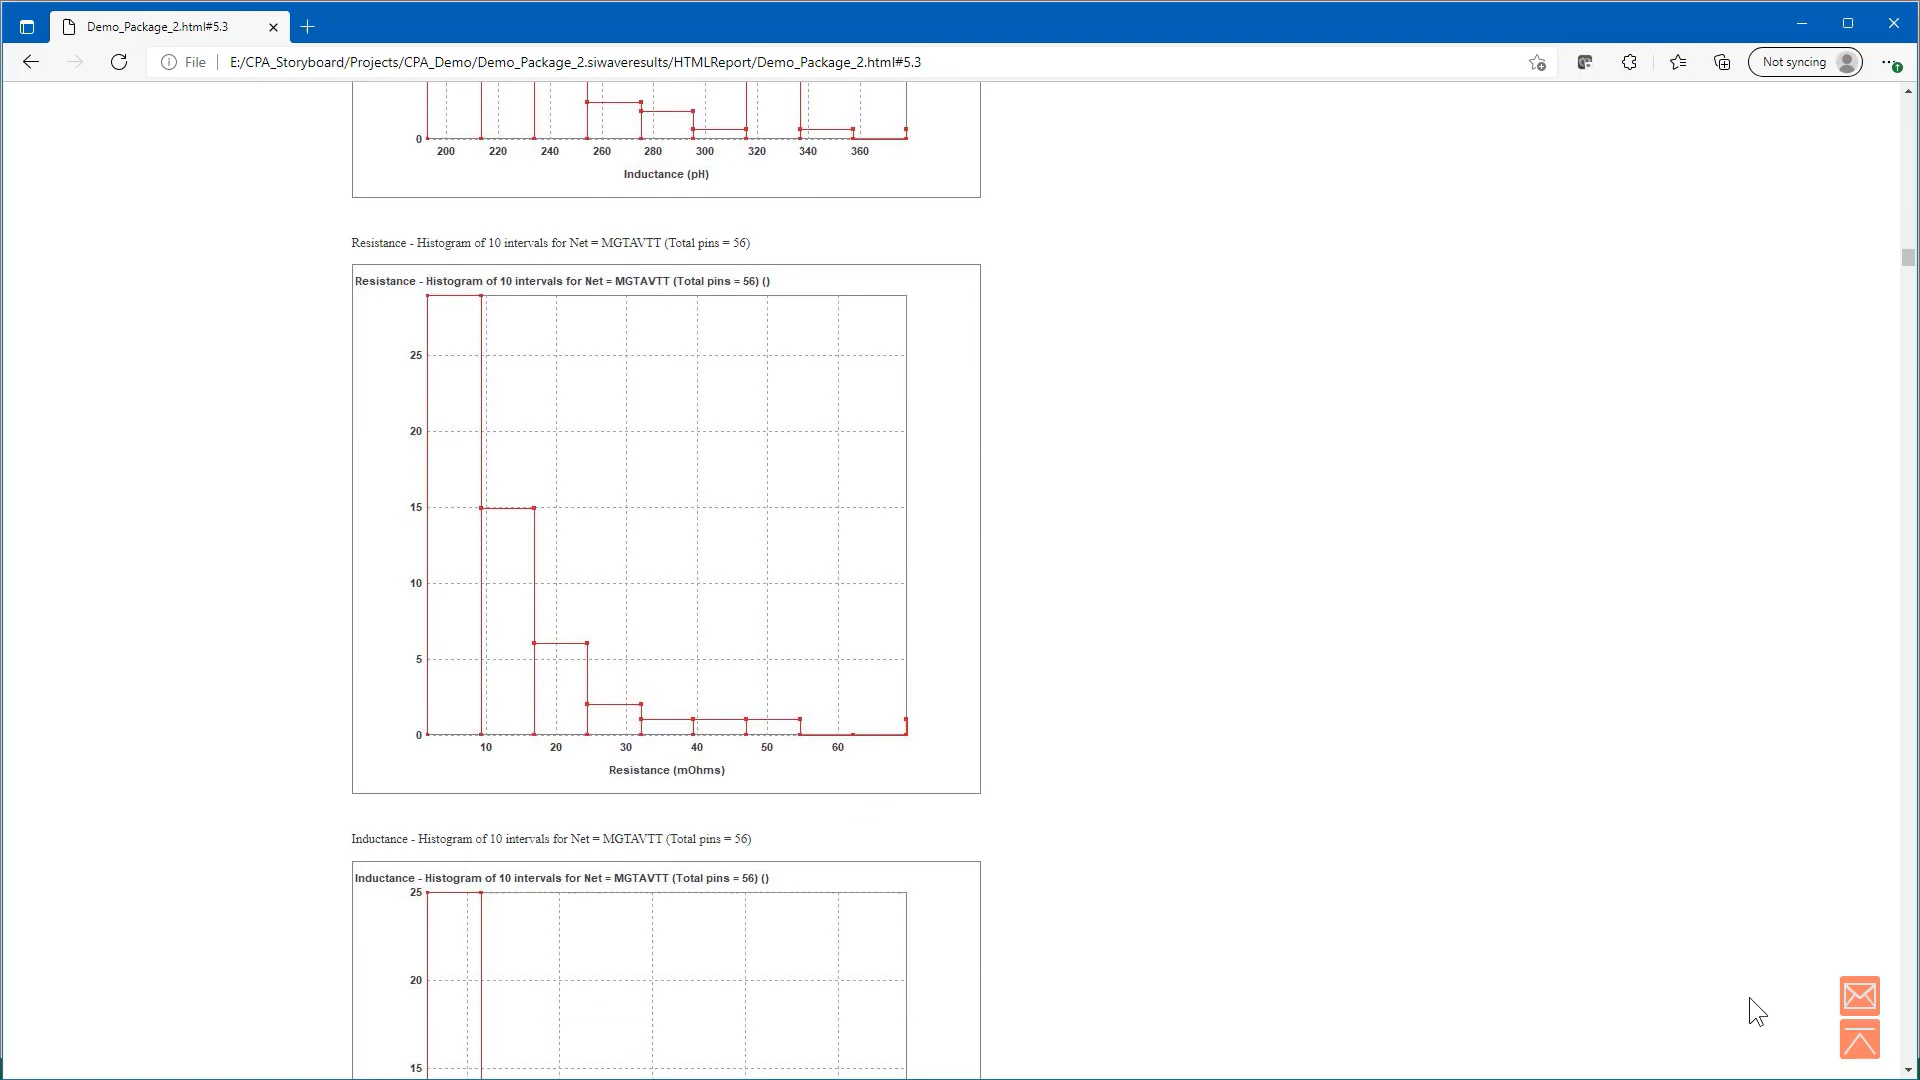 Demo_Package_2.html#5.3
File
E:/CPA_Storyboard/Projects/CPA_Demo/Demo_Package_2.siwaveresults/HTMLReport/Demo_Package_2.html#5.3
Not syncing
0
200 220 240 260 280 300 320 340 360
Inductance (pH)
Resistance - Histogram of 10 intervals for Net = MGTAVTT (Total pins = 56)
Resistance - Histogram of 10 intervals for Net = MGTAVTT (Total pins = 56) ()
25
20
15
10
5
0
10 20 30 40 50 60
Resistance (mOhms)
Inductance - Histogram of 10 intervals for Net = MGTAVTT (Total pins = 56)
Inductance - Histogram of 10 intervals for Net = MGTAVTT (Total pins = 56) ()
25
20
15